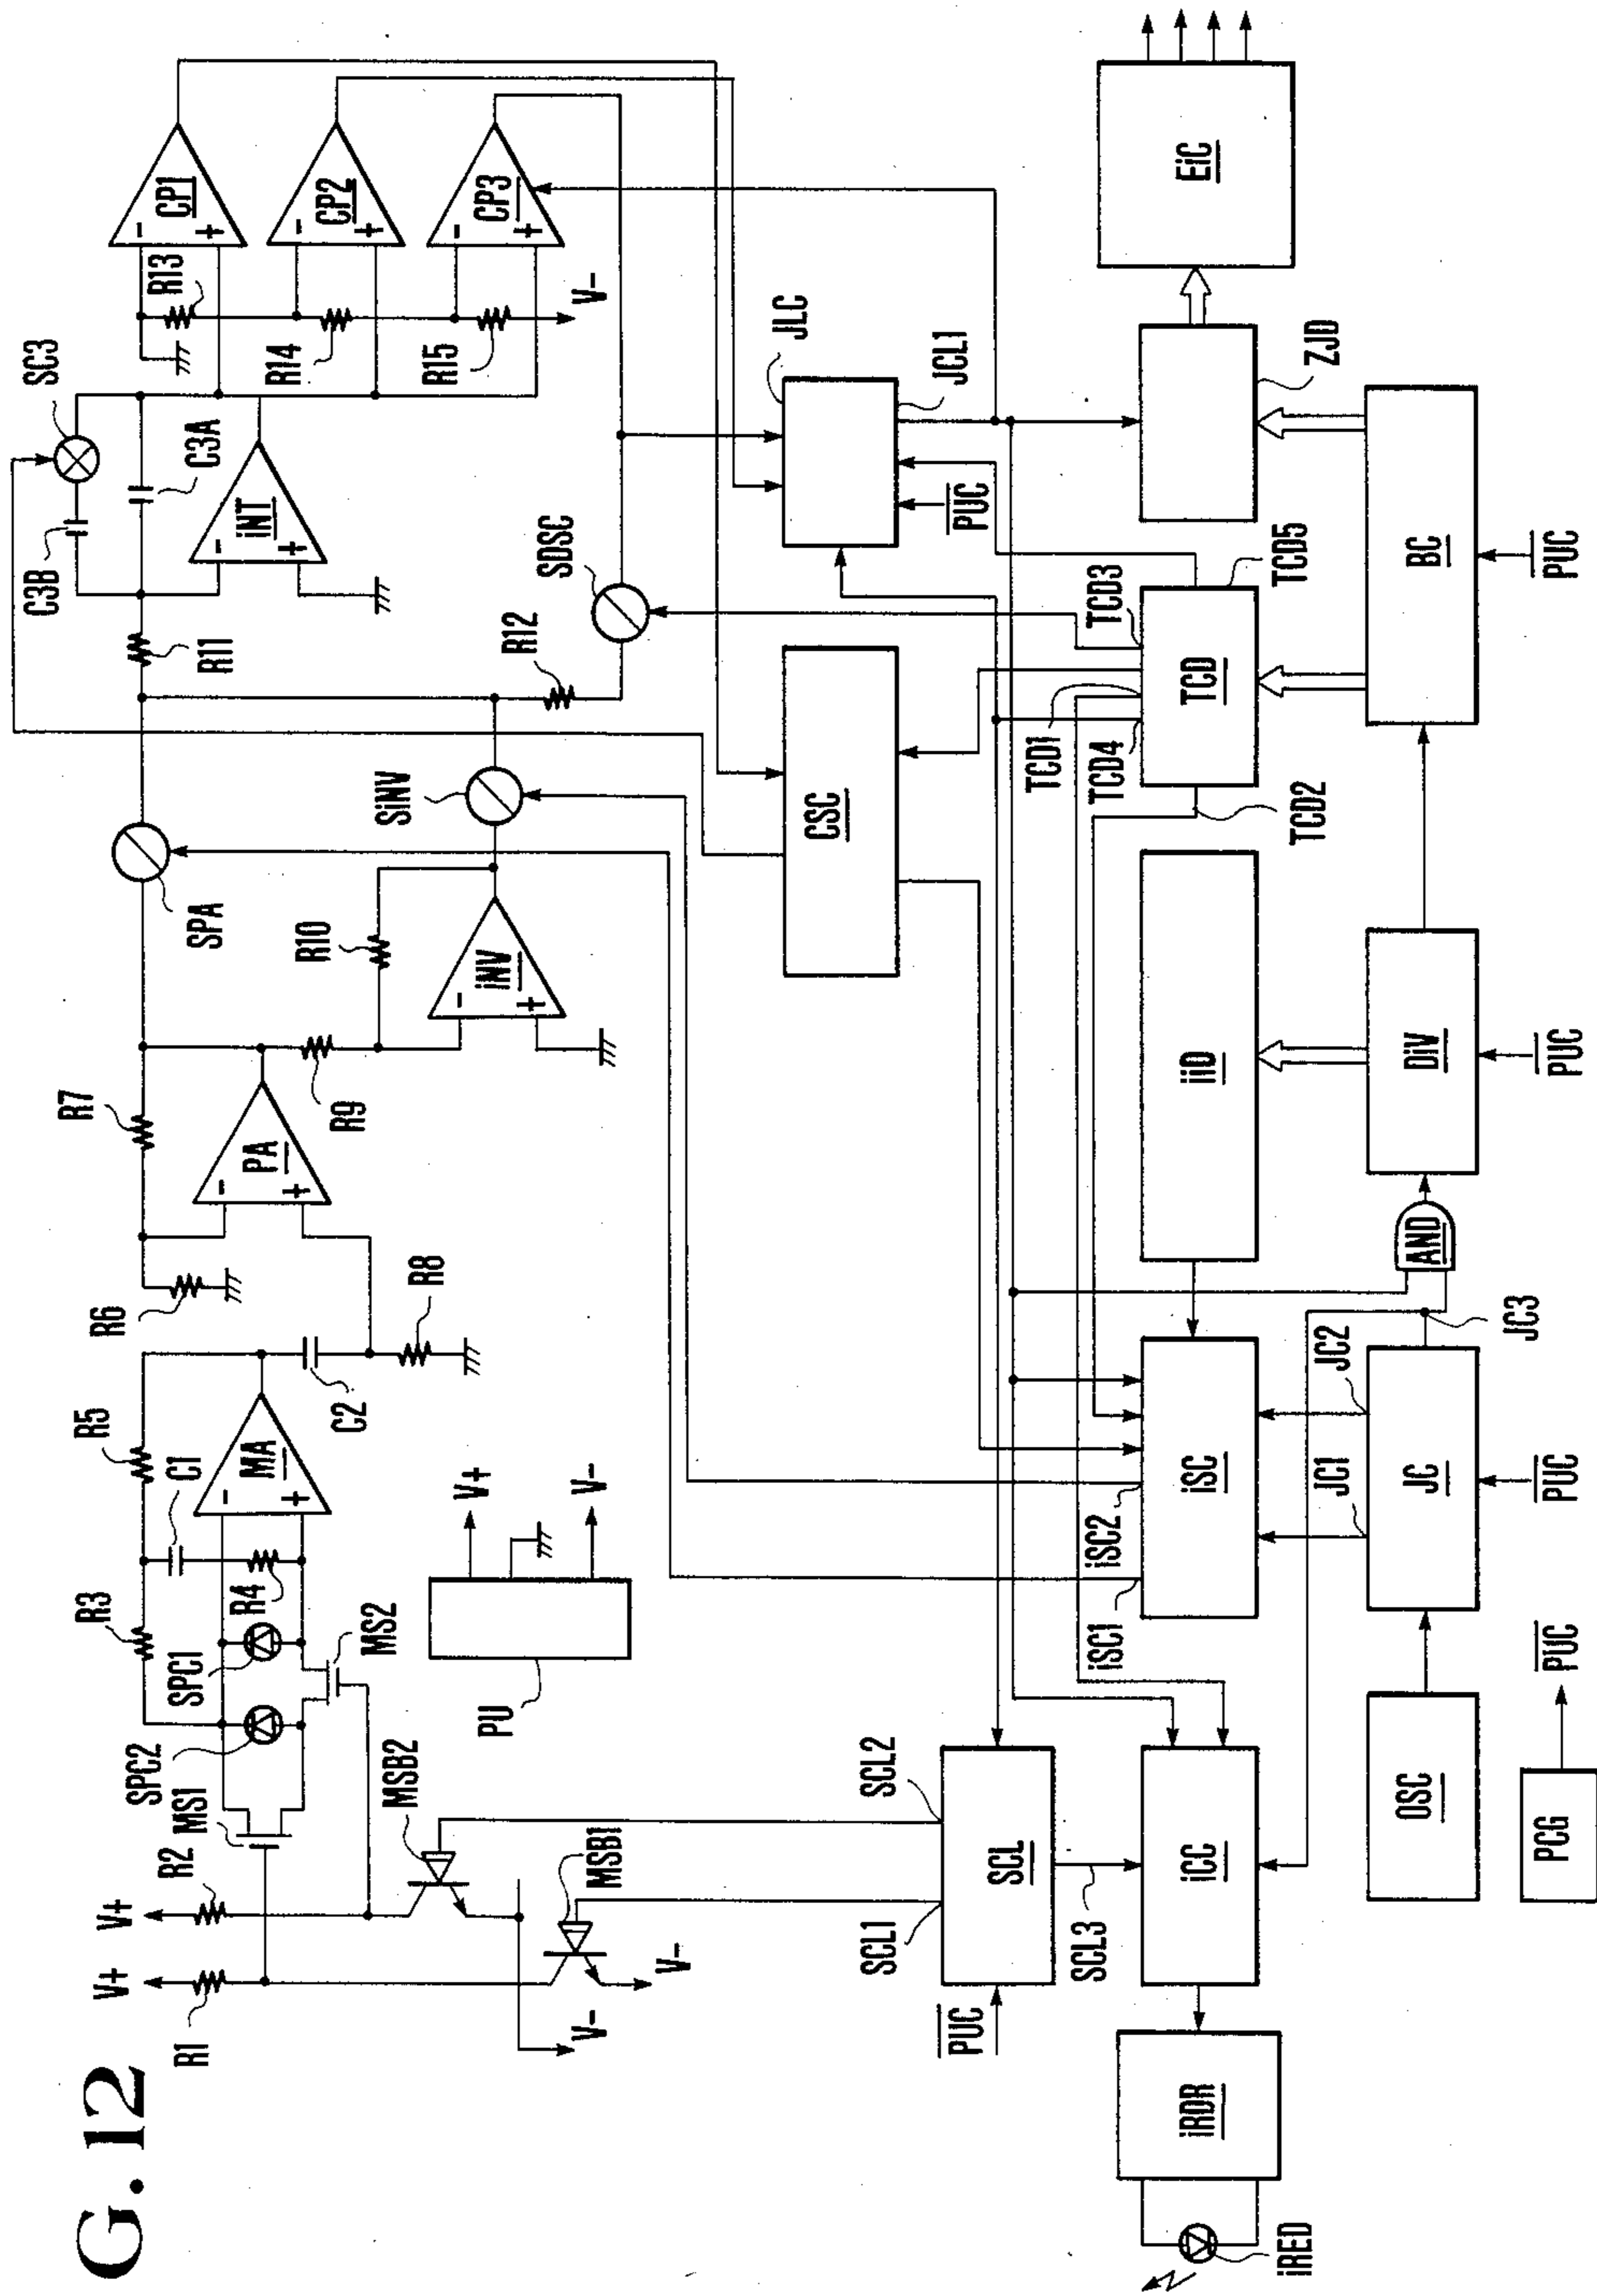 G. 12
V+
V+
R1
R2
MS1
SPC2
SPC1
MS2
R3
R4
C1
R5
MA
-
+
C2
R8
R6
R7
PA
-
+
R9
R10
iNV
-
+
SPA
SiNV
R11
R12
C3B
C3A
SC3
iNT
-
+
SDSC
R13
R14
R15
V-
CP1
-
+
CP2
-
+
CP3
-
+
MSB2
MSB1
V-
V-
PU
V+
V-
SCL1
SCL2
SCL
SCL3
PUC
iSC1
iSC2
iSC
CSC
JLC
JCL1
PUC
TCD1
TCD4
TCD3
TCD
TCD2
TCD5
ZJD
EiC
iRED
iRDR
iCC
iiD
OSC
JC1
JC2
JC
JC3
PUC
AND
DiV
PUC
BC
PUC
PCG
PUC